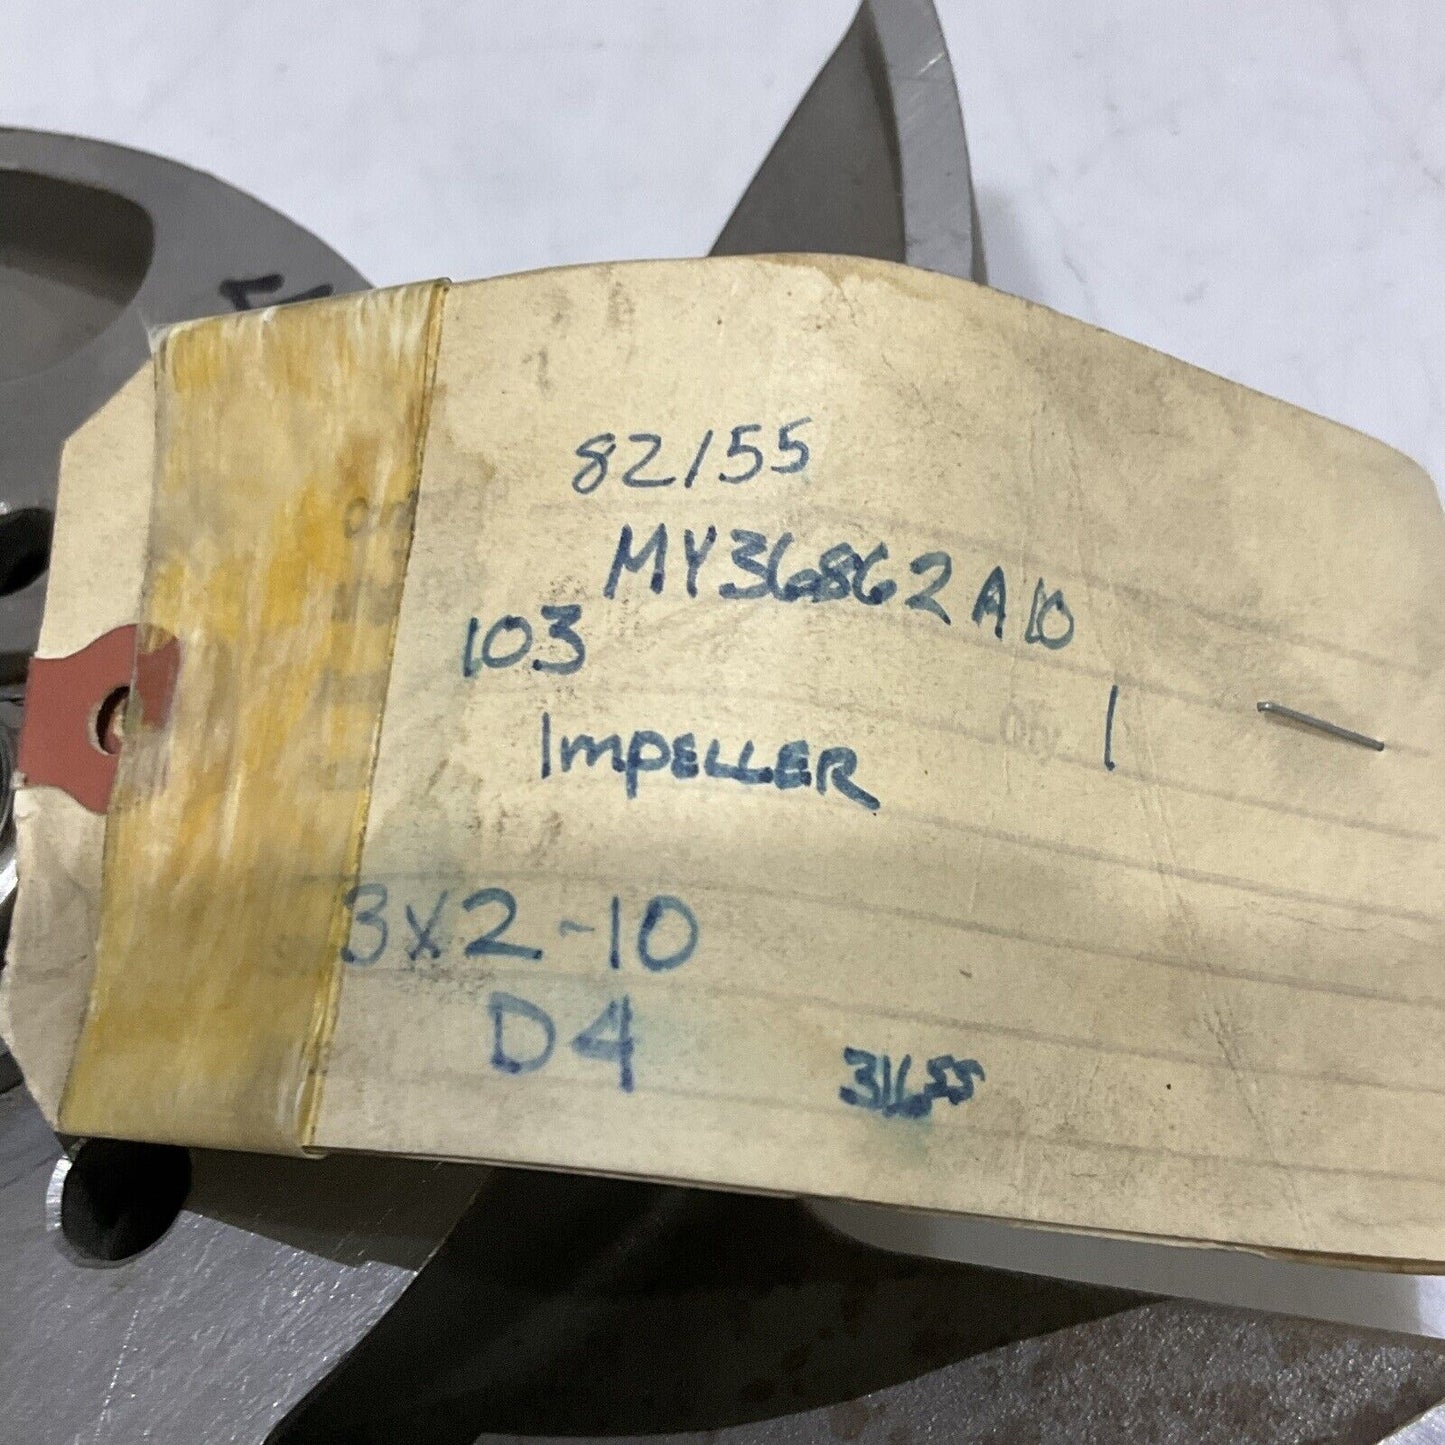 82155
MY36862A10
103
IMPELLER 1
3x2-10
D4
316SS